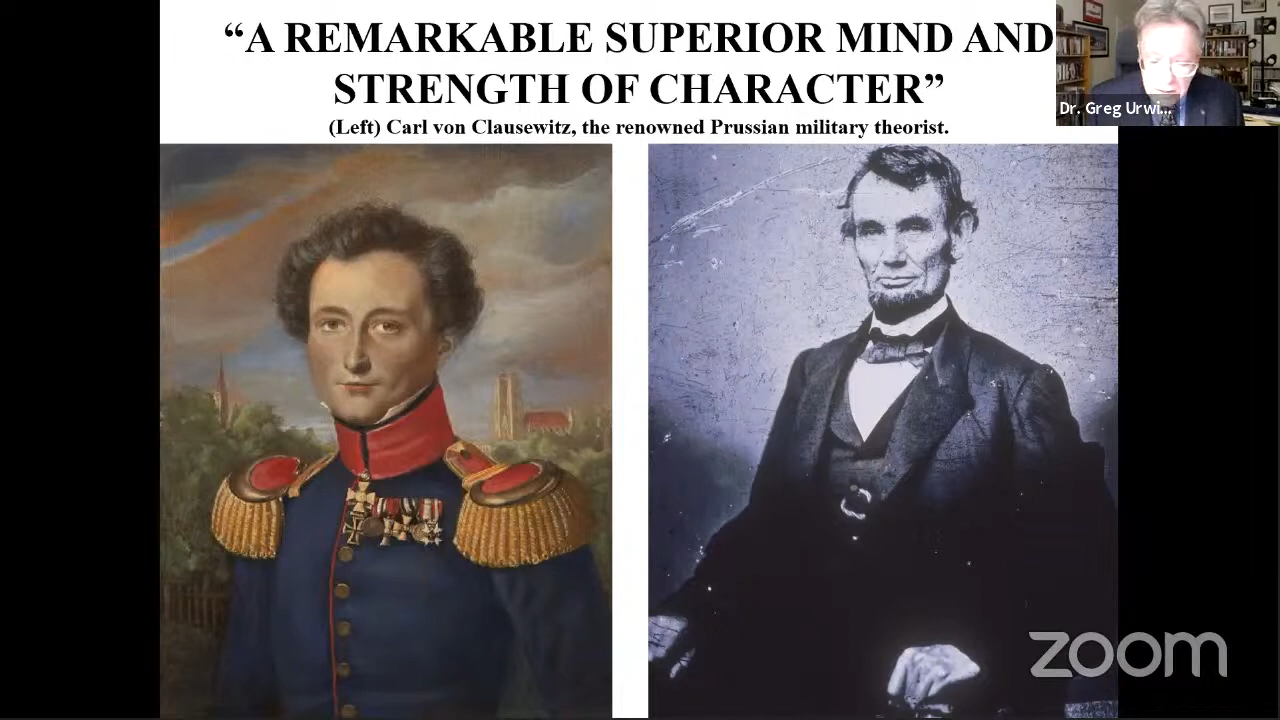 “A REMARKABLE SUPERIOR MIND AND
STRENGTH OF CHARACTER”
(Left) Carl von Clausewitz, the renowned Prussian military theorist.
Dr. Greg Urwi...
zoom